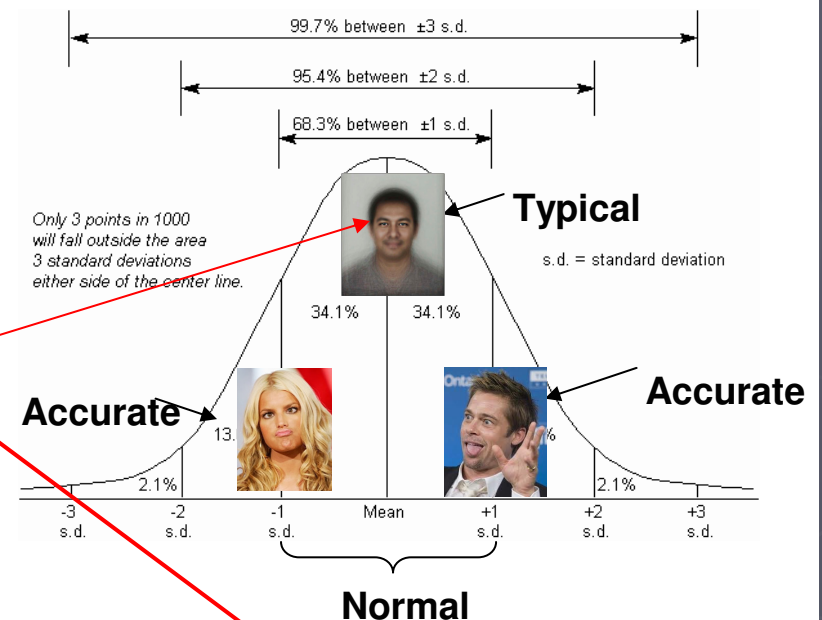 99.7% between ±3 s.d.
95.4% between ±2 s.d.
68.3% between ±1 s.d.
Typical
Only 3 points in 1000
will fall outside the area
3 standard deviations
either side of the center line.
s.d. = standard deviation
34.1% 34.1%
Accurate
Accurate
Onta
13. %
2.1% 2.1%
-3 -2 -1 Mean +1 +2 +3
s.d. s.d. s.d. s.d. s.d. s.d.
Normal